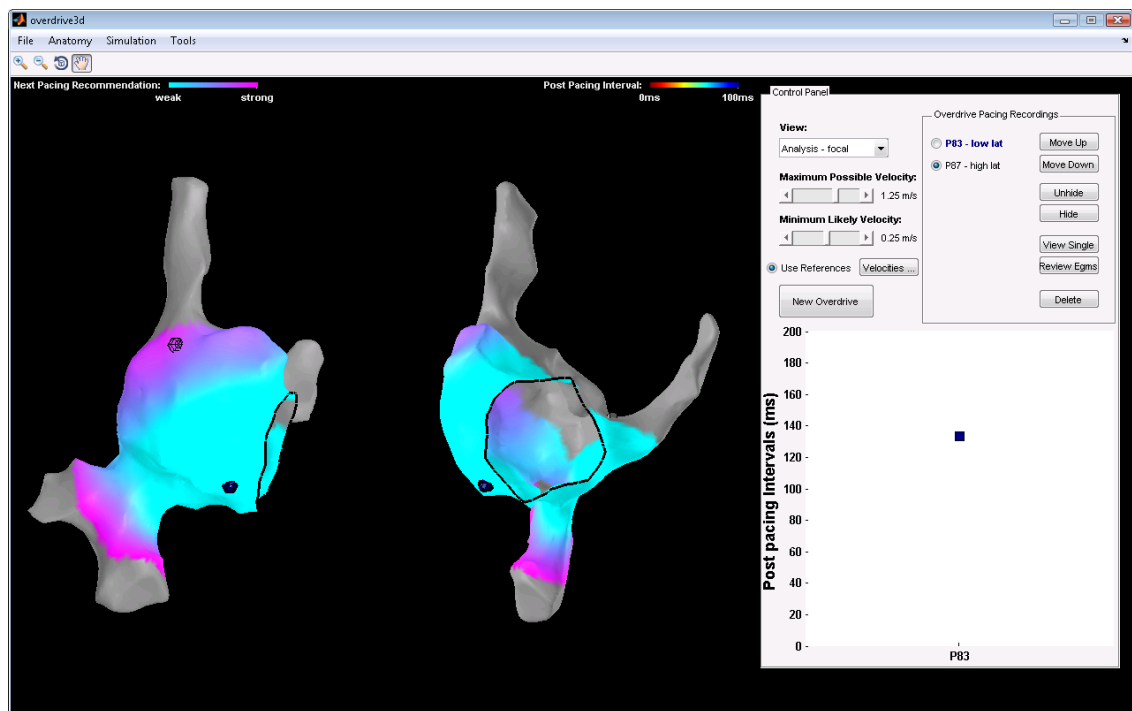 overdrive3d
File Anatomy Simulation Tools
Next Pacing Recommendation:
weak strong
Post Pacing Interval:
0ms 100ms
Control Panel
View:
Analysis - focal
Maximum Possible Velocity:
1.25 m/s
Minimum Likely Velocity:
0.25 m/s
Use References Velocities ...
New Overdrive
Overdrive Pacing Recordings
P83 - low lat
P87 - high lat
Move Up
Move Down
Unhide
Hide
View Single
Review Egms
Delete
Post pacing Intervals (ms)
200
180
160
140
120
100
80
60
40
20
0
P83